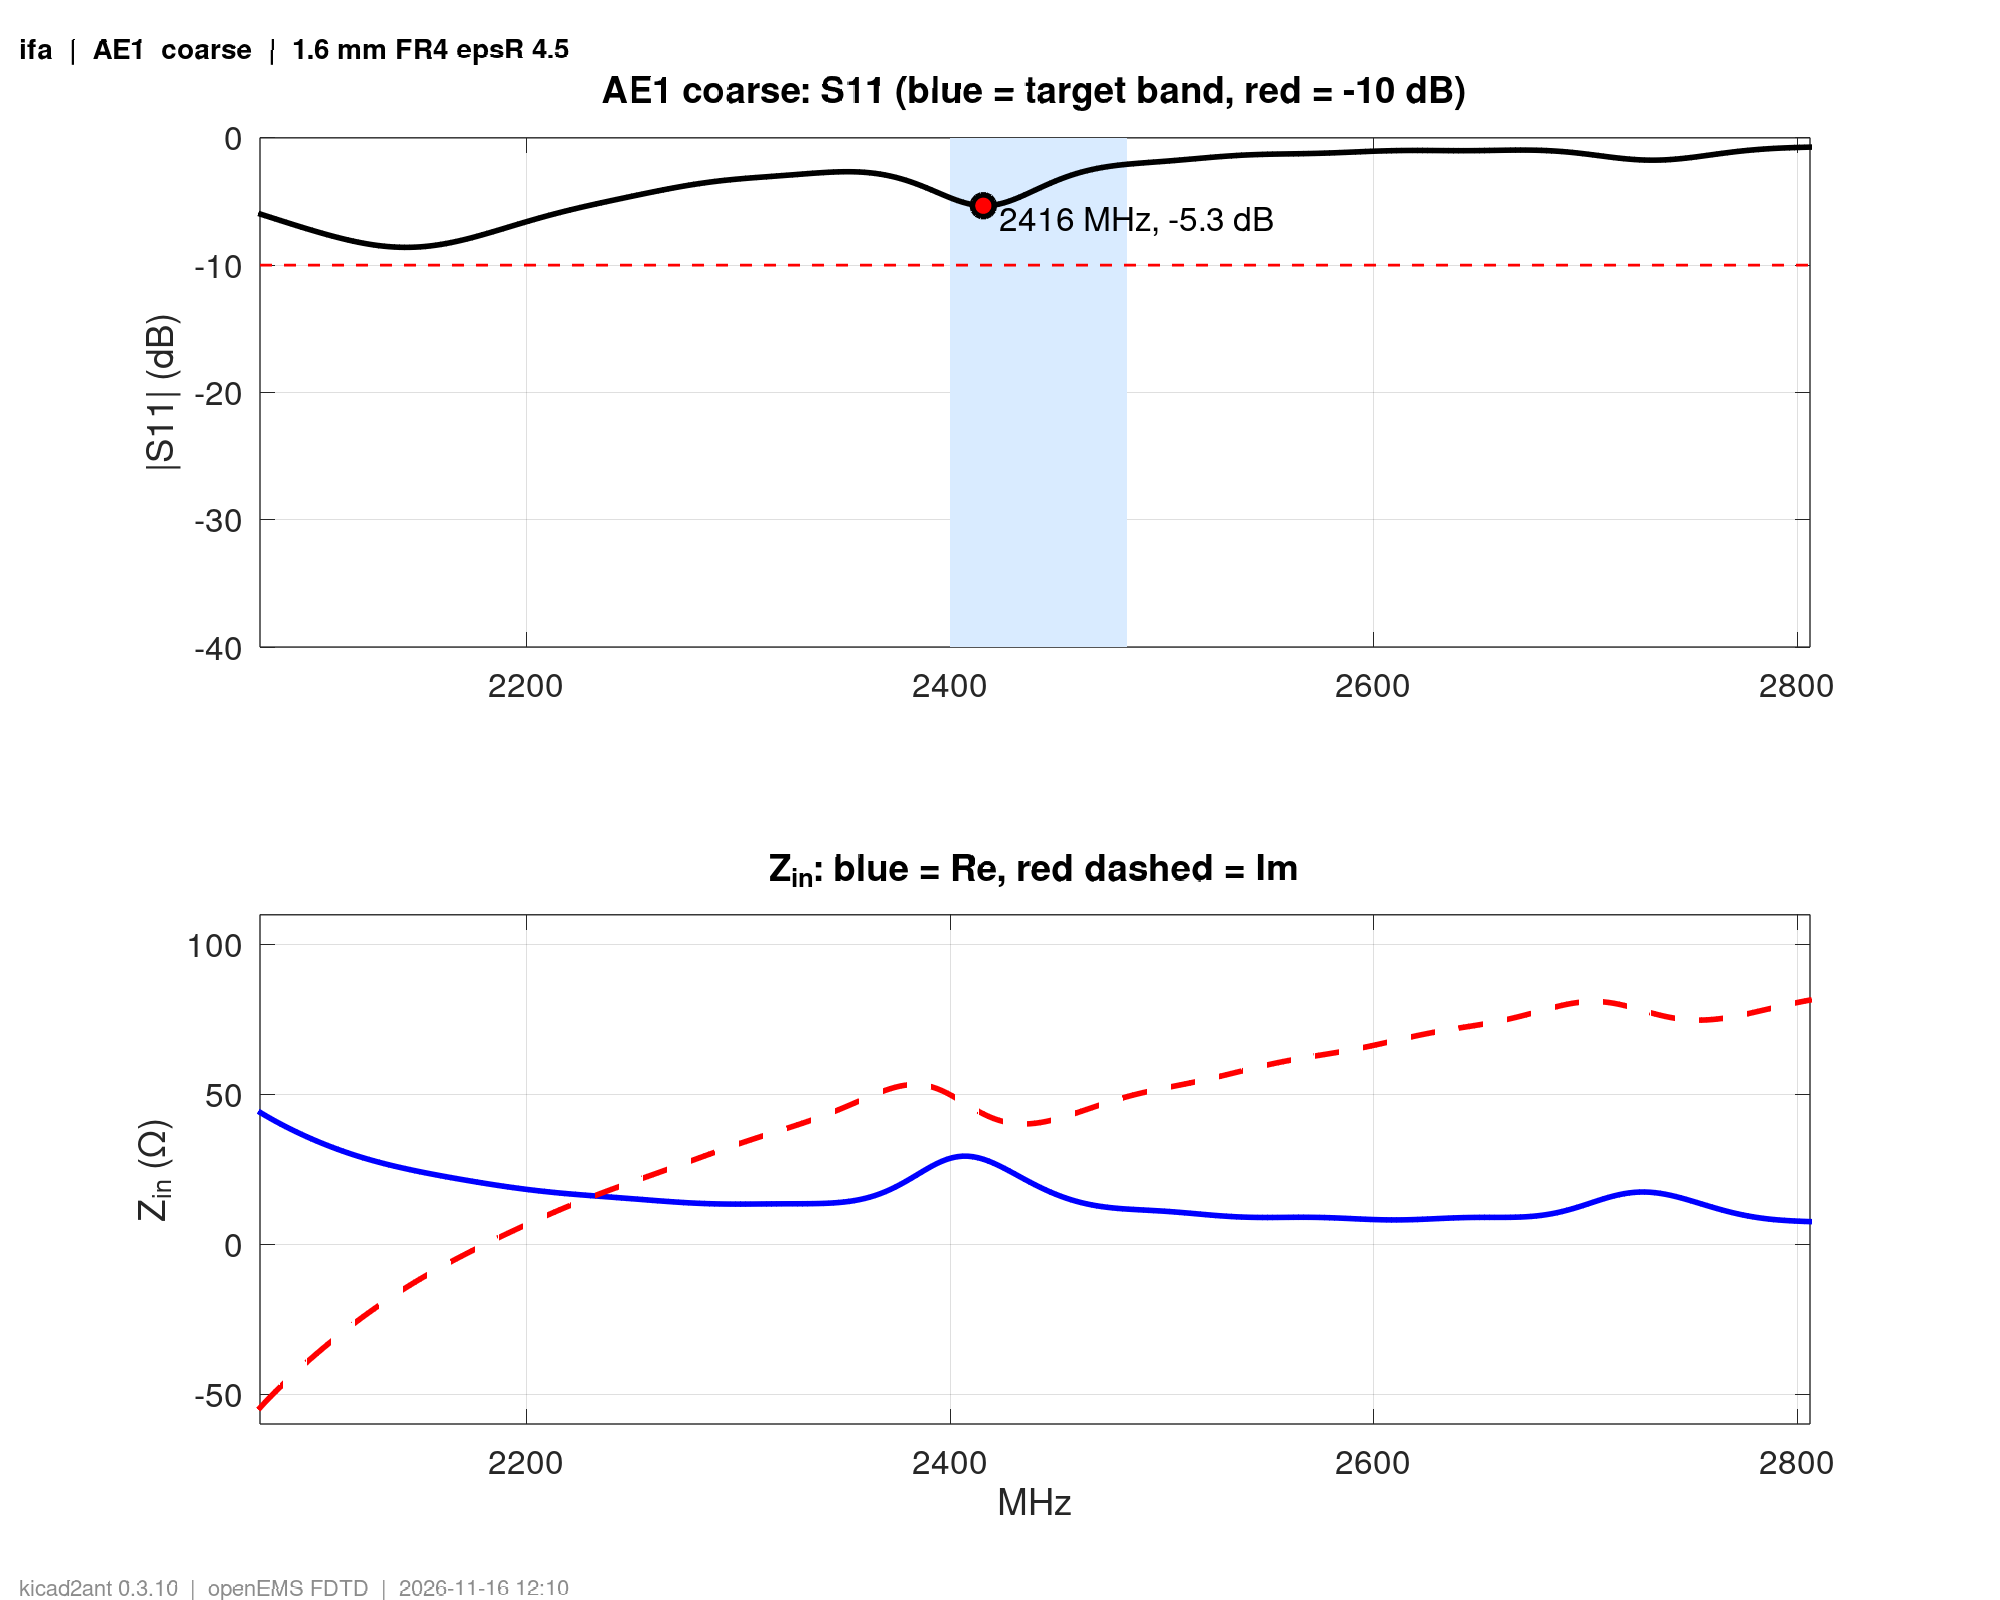 ifa | AE1 coarse | 1.6 mm FR4 epsR 4.5
AE1 coarse: S11 (blue = target band, red = -10 dB)
0
-10
-20
-30
-40
|S11| (dB)
2416 MHz, -5.3 dB
2200
2400
2600
2800
Zin: blue = Re, red dashed = Im
100
50
0
-50
Zin (Ω)
2200
2400
2600
2800
MHz
kicad2ant 0.3.10 | openEMS FDTD | 2026-11-16 12:10